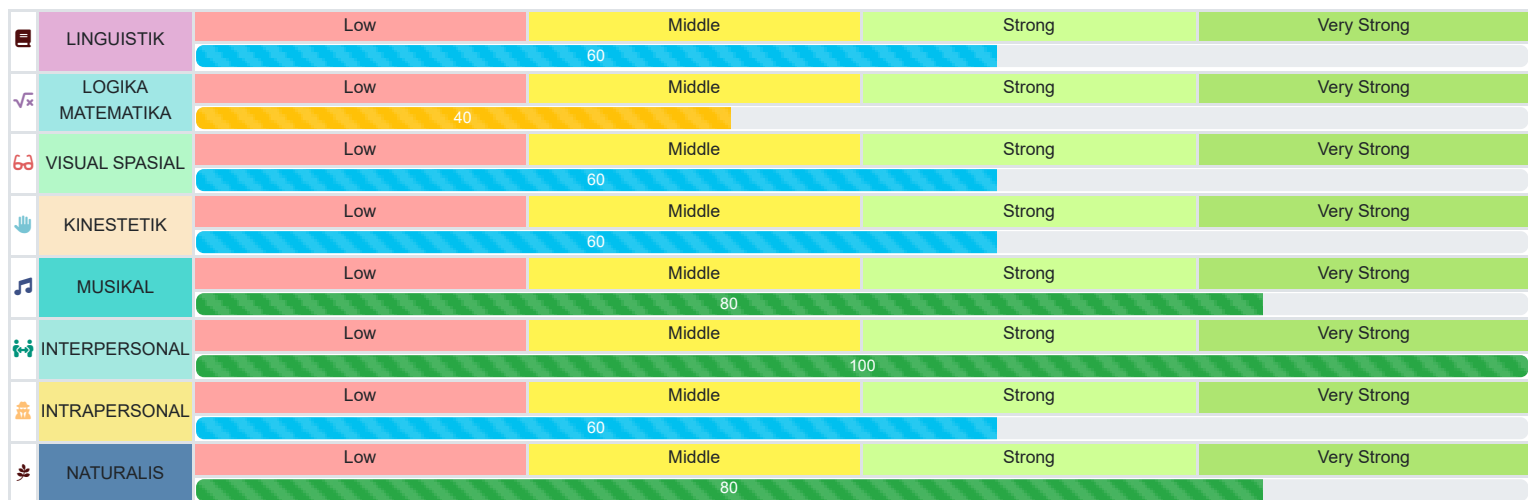 Low Middle Strong Very Strong
LINGUISTIK
60
Low Middle Strong Very Strong
LOGIKA
MATEMATIKA
40
Low Middle Strong Very Strong
VISUAL SPASIAL
60
Low Middle Strong Very Strong
KINESTETIK
60
Low Middle Strong Very Strong
MUSIKAL
80
Low Middle Strong Very Strong
INTERPERSONAL
100
Low Middle Strong Very Strong
INTRAPERSONAL
60
Low Middle Strong Very Strong
NATURALIS
80